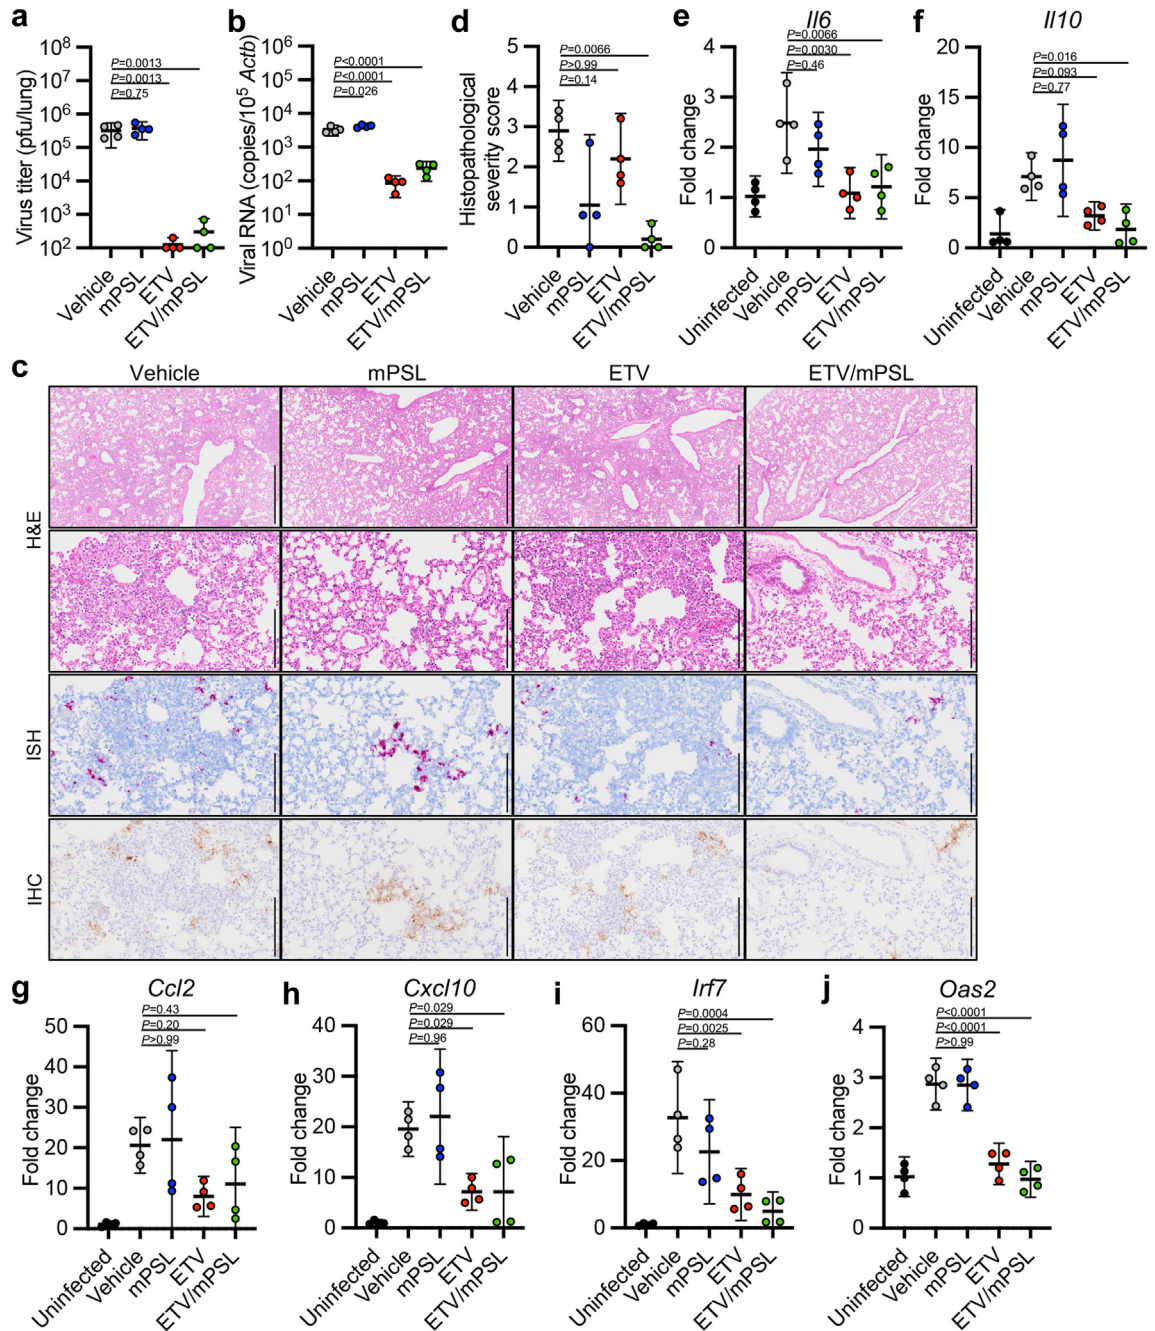 a
10⁸
10⁷
10⁶
10⁵
10⁴
10³
10²
Virus titer (pfu/lung)
P=0.0013
P=0.0013
P=0.75
Vehicle
mPSL
ETV
ETV/mPSL
b
10⁶
10⁵
10⁴
10³
10²
10¹
10⁰
Viral RNA (copies/10⁵ Actb)
P<0.0001
P<0.0001
P=0.026
Vehicle
mPSL
ETV
ETV/mPSL
d
5
4
3
2
1
0
Histopathological
severity score
P=0.0066
P>0.99
P=0.14
Vehicle
mPSL
ETV
ETV/mPSL
e
Il6
4
3
2
1
0
Fold change
P=0.0066
P=0.0030
P=0.46
Uninfected
Vehicle
mPSL
ETV
ETV/mPSL
f
Il10
20
15
10
5
0
Fold change
P=0.016
P=0.093
P=0.77
Uninfected
Vehicle
mPSL
ETV
ETV/mPSL
c
Vehicle
mPSL
ETV
ETV/mPSL
H&E
ISH
IHC
g
Ccl2
50
40
30
20
10
0
Fold change
P=0.43
P=0.20
P>0.99
Uninfected
Vehicle
mPSL
ETV
ETV/mPSL
h
Cxcl10
40
30
20
10
0
Fold change
P=0.029
P=0.029
P=0.96
Uninfected
Vehicle
mPSL
ETV
ETV/mPSL
i
Irf7
60
40
20
0
Fold change
P=0.0004
P=0.0025
P=0.28
Uninfected
Vehicle
mPSL
ETV
ETV/mPSL
j
Oas2
4
3
2
1
0
Fold change
P<0.0001
P<0.0001
P>0.99
Uninfected
Vehicle
mPSL
ETV
ETV/mPSL